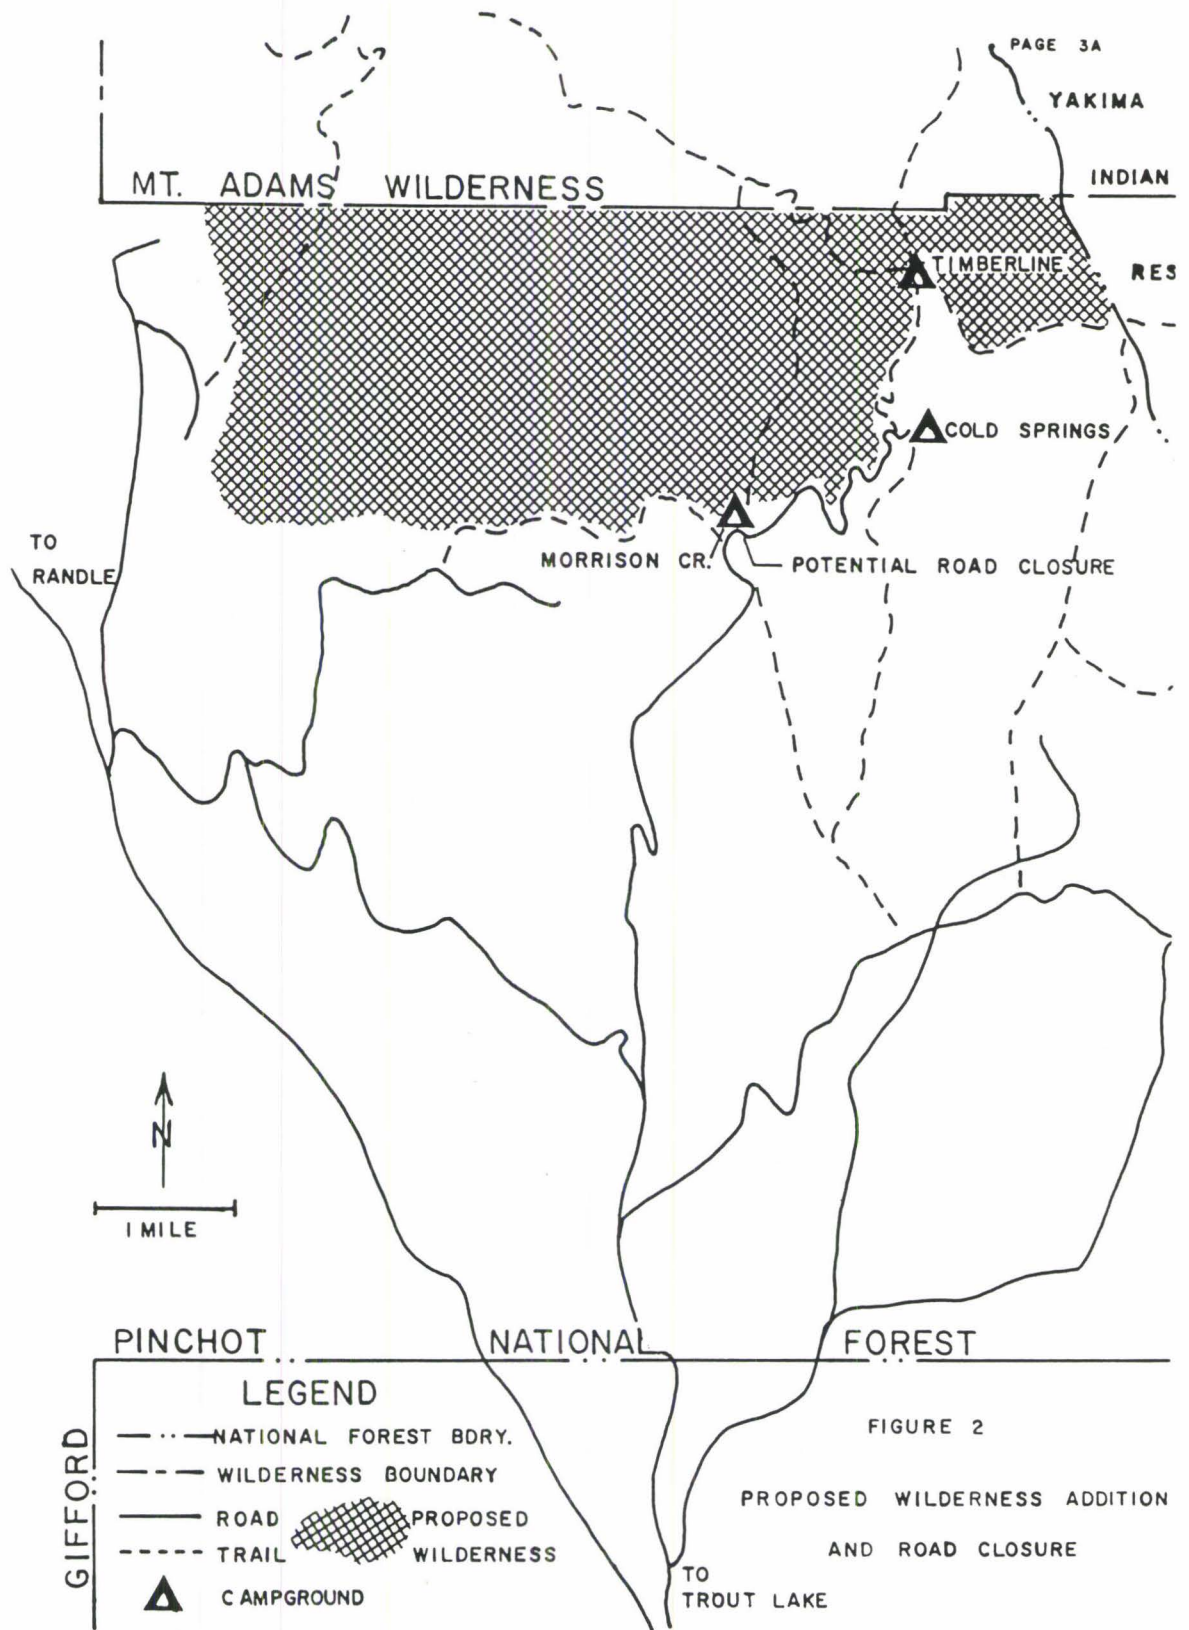 PAGE 3A
YAKIMA
INDIAN
MT. ADAMS WILDERNESS
TIMBERLINE
RES
COLD SPRINGS
TO
RANDLE
MORRISON CR.
POTENTIAL ROAD CLOSURE
N
1 MILE
PINCHOT NATIONAL FOREST
GIFFORD
LEGEND
NATIONAL FOREST BDRY.
WILDERNESS BOUNDARY
ROAD
PROPOSED
TRAIL
WILDERNESS
CAMPGROUND
FIGURE 2
PROPOSED WILDERNESS ADDITION
AND ROAD CLOSURE
TO
TROUT LAKE